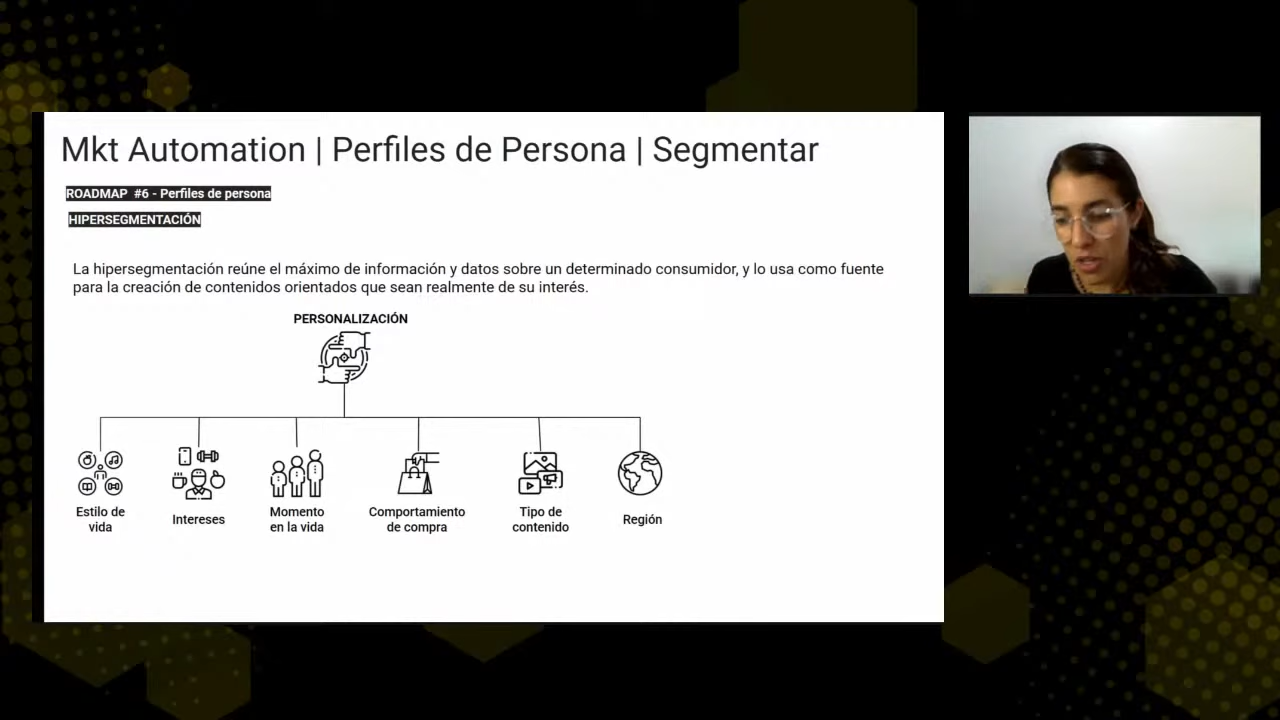 Mkt Automation | Perfiles de Persona | Segmentar
ROADMAP #6 - Perfiles de persona
HIPERSEGMENTACIÓN
La hipersegmentación reúne el máximo de información y datos sobre un determinado consumidor, y lo usa como fuente
para la creación de contenidos orientados que sean realmente de su interés.
PERSONALIZACIÓN
Estilo de
vida
Intereses
Momento
en la vida
Comportamiento
de compra
Tipo de
contenido
Región